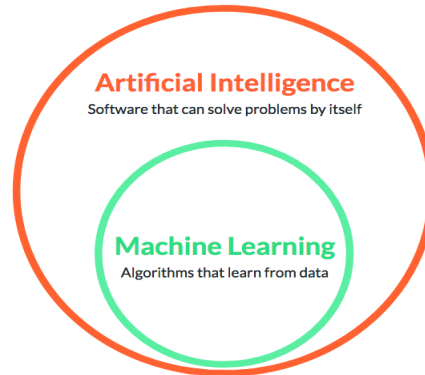 Artificial Intelligence
Software that can solve problems by itself
Machine Learning
Algorithms that learn from data